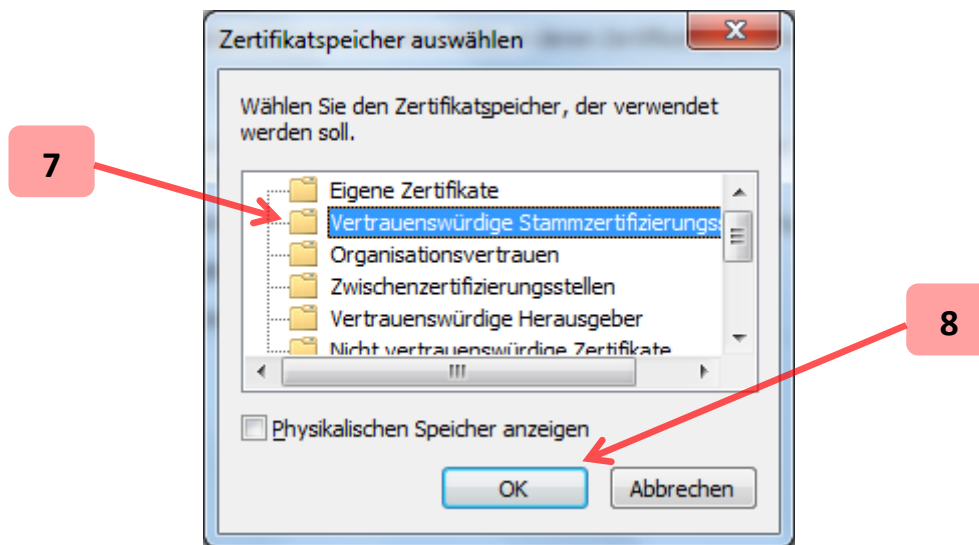 Zertifikatspeicher auswählen
Wählen Sie den Zertifikatspeicher, der verwendet
werden soll.
7
Eigene Zertifikate
Vertrauenswürdige Stammzertifizierungss
Organisationsvertrauen
Zwischenzertifizierungsstellen
Vertrauenswürdige Herausgeber
8
Nicht vertrauenswürdige Zertifikate
Physikalischen Speicher anzeigen
OK Abbrechen